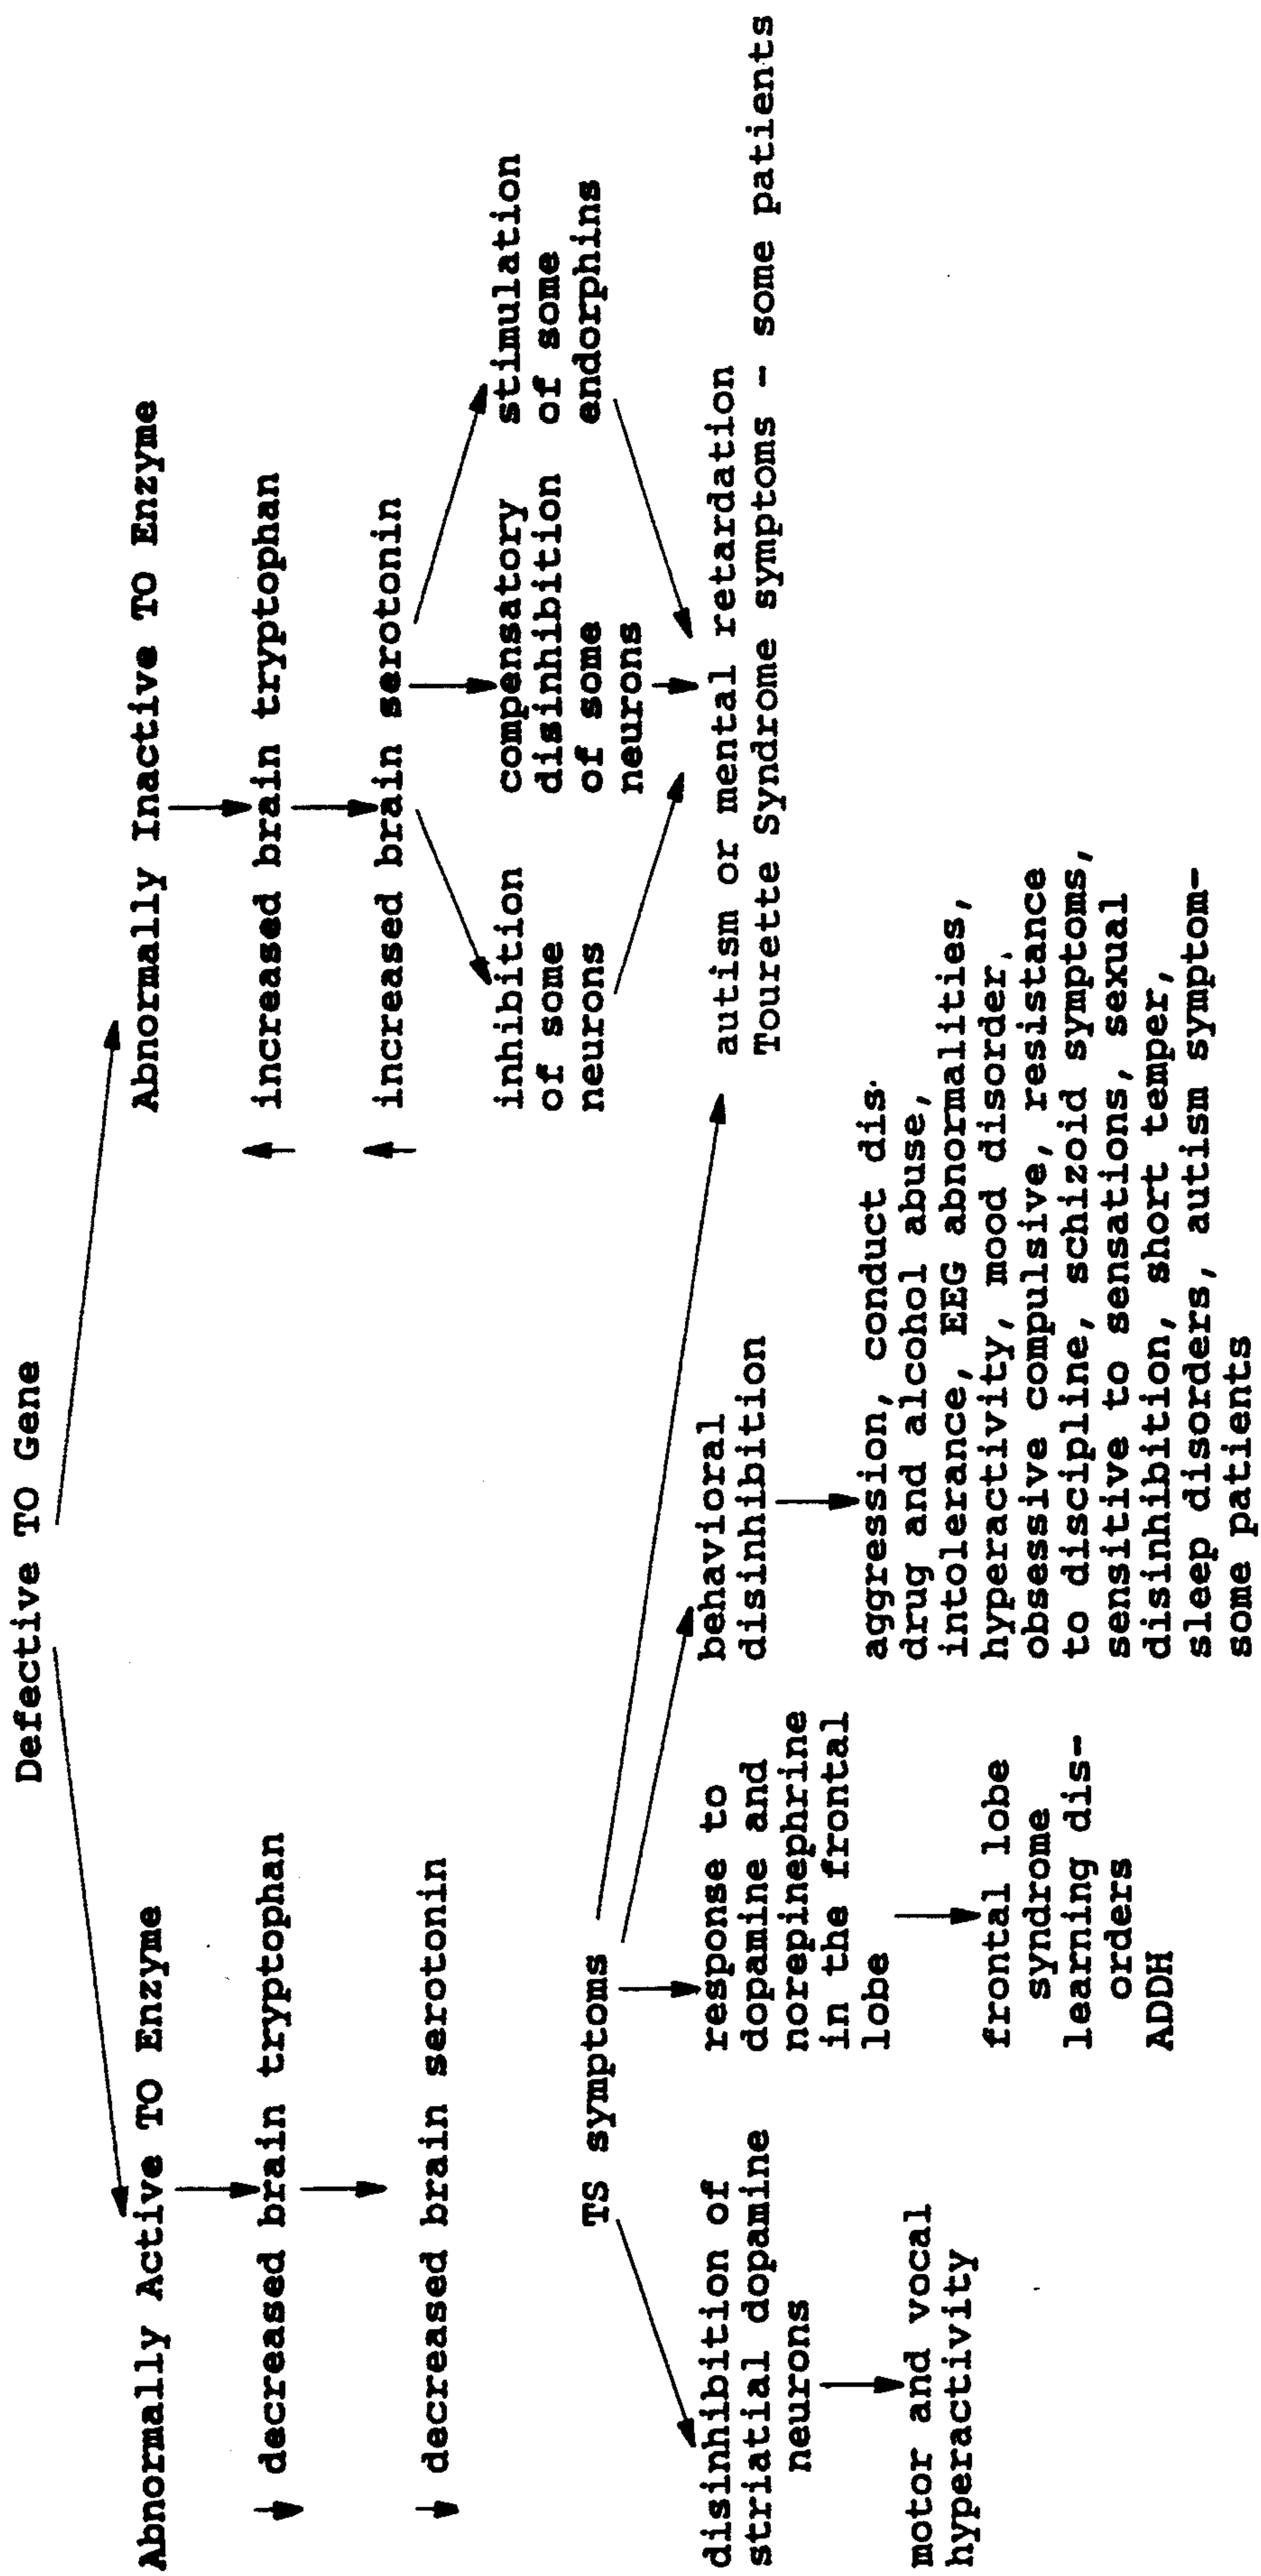 Defective TO Gene
Abnormally Active TO Enzyme
decreased brain tryptophan
decreased brain serotonin
TS symptoms
disinhibition of
striatial dopamine
neurons
motor and vocal
hyperactivity
response to
dopamine and
norepinephrine
in the frontal
lobe
frontal lobe
syndrome
learning dis-
orders
ADDH
behavioral
disinhibition
aggression, conduct dis.
drug and alcohol abuse,
intolerance, EEG abnormalities,
hyperactivity, mood disorder,
obsessive compulsive, resistance
to discipline, schizoid symptoms,
sensitive to sensations, sexual
disinhibition, short temper,
sleep disorders, autism symptom-
some patients
Abnormally Inactive TO Enzyme
increased brain tryptophan
increased brain serotonin
inhibition
of some
neurons
compensatory
disinhibition
of some
neurons
stimulation
of some
endorphins
autism or mental retardation
Tourette Syndrome symptoms - some patients